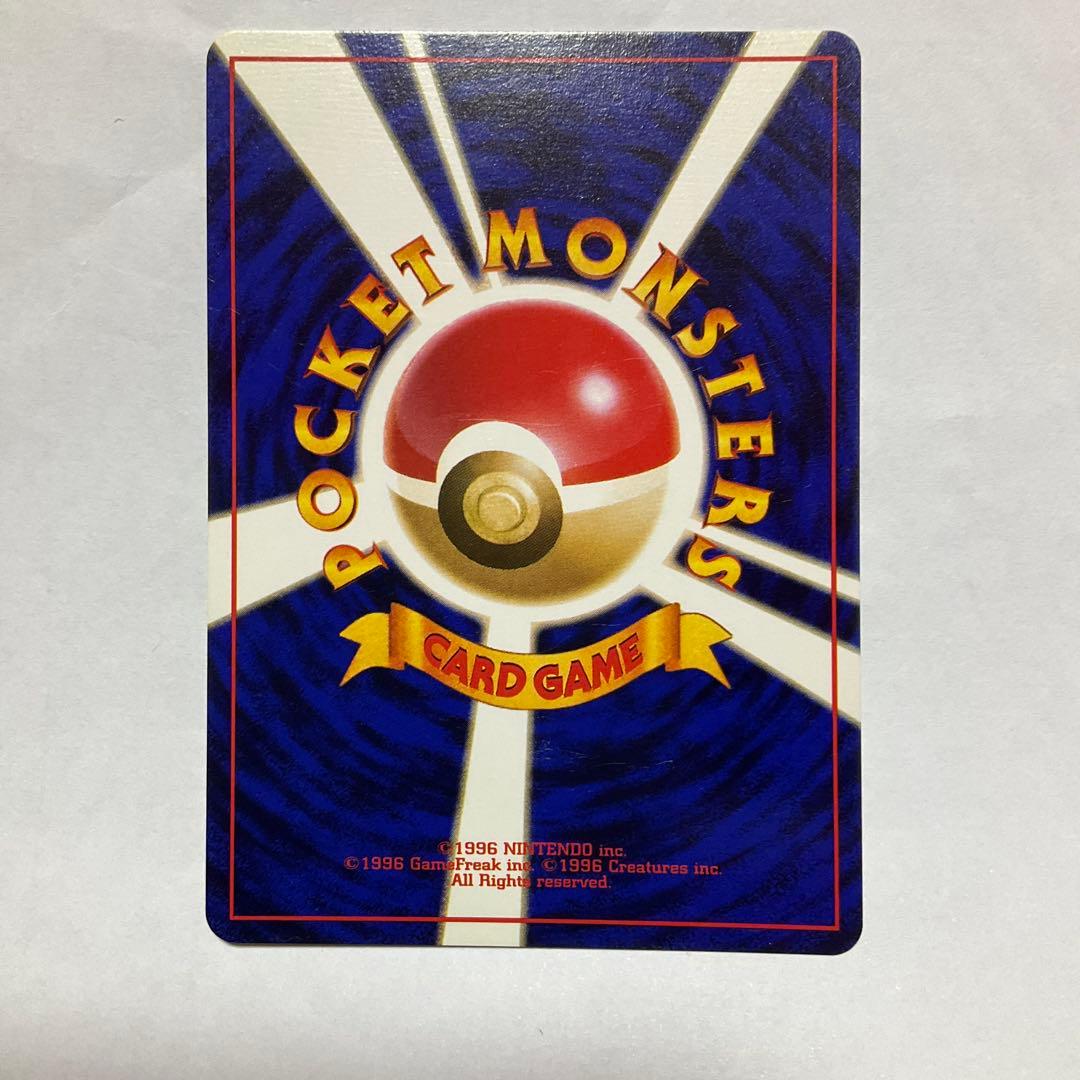 POCKET MONSTERS
CARD GAME
©1996 NINTENDO inc.
©1996 GameFreak inc. ©1996 Creatures inc.
All Rights reserved.